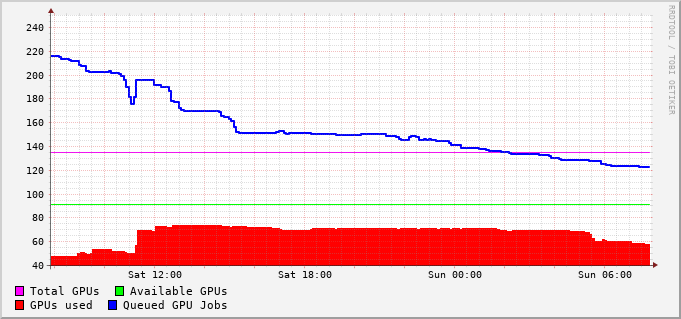 RRDTOOL / TOBI OETIKER
240
220
200
180
160
140
120
100
80
60
40
Sat 12:00 Sat 18:00 Sun 00:00 Sun 06:00
Total GPUs Available GPUs
GPUs used Queued GPU Jobs